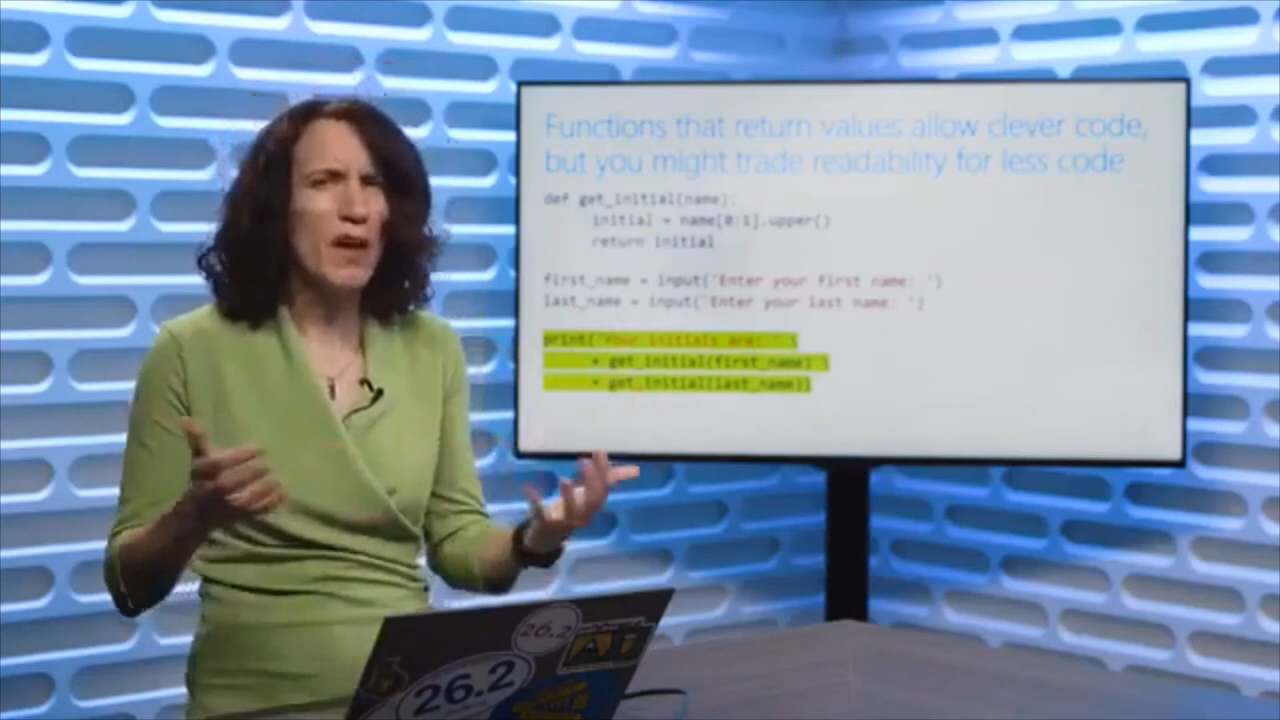 Functions that return values allow clever code,
but you might trade readability for less code
def get_initial(name):
initial = name[0:1].upper()
return initial
first_name = input('Enter your first name: ')
last_name = input('Enter your last name: ')
print('Your initials are: ' \
+ get_initial(first_name) \
+ get_initial(last_name))
26.2
AI
26.2